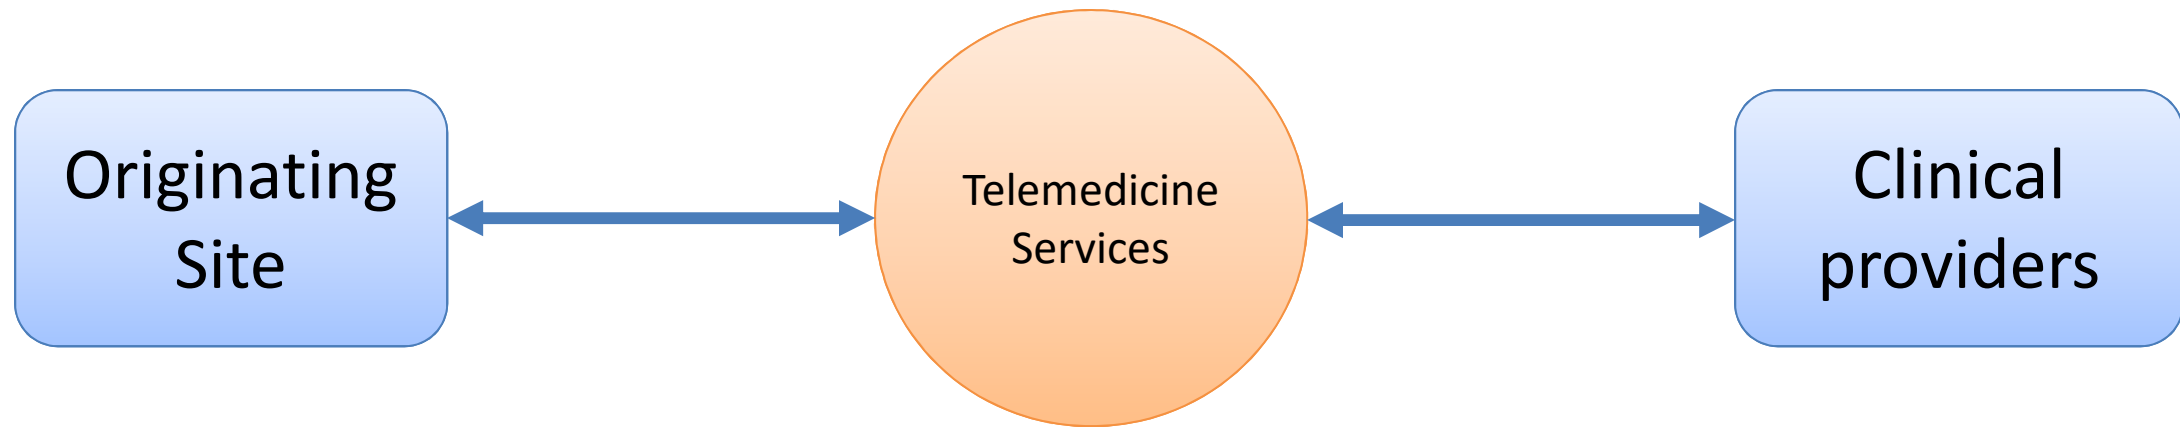 Originating
Site
Telemedicine
Services
Clinical
providers